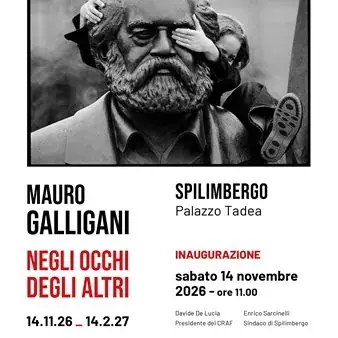 MAURO
GALLIGANI
NEGLI OCCHI
DEGLI ALTRI
14.11.26 _ 14.2.27
SPILIMBERGO
Palazzo Tadea
INAUGURAZIONE
sabato 14 novembre
2026 - ore 11.00
Davide De Lucia
Presidente del CRAF
Enrico Sarcinelli
Sindaco di Spilimbergo